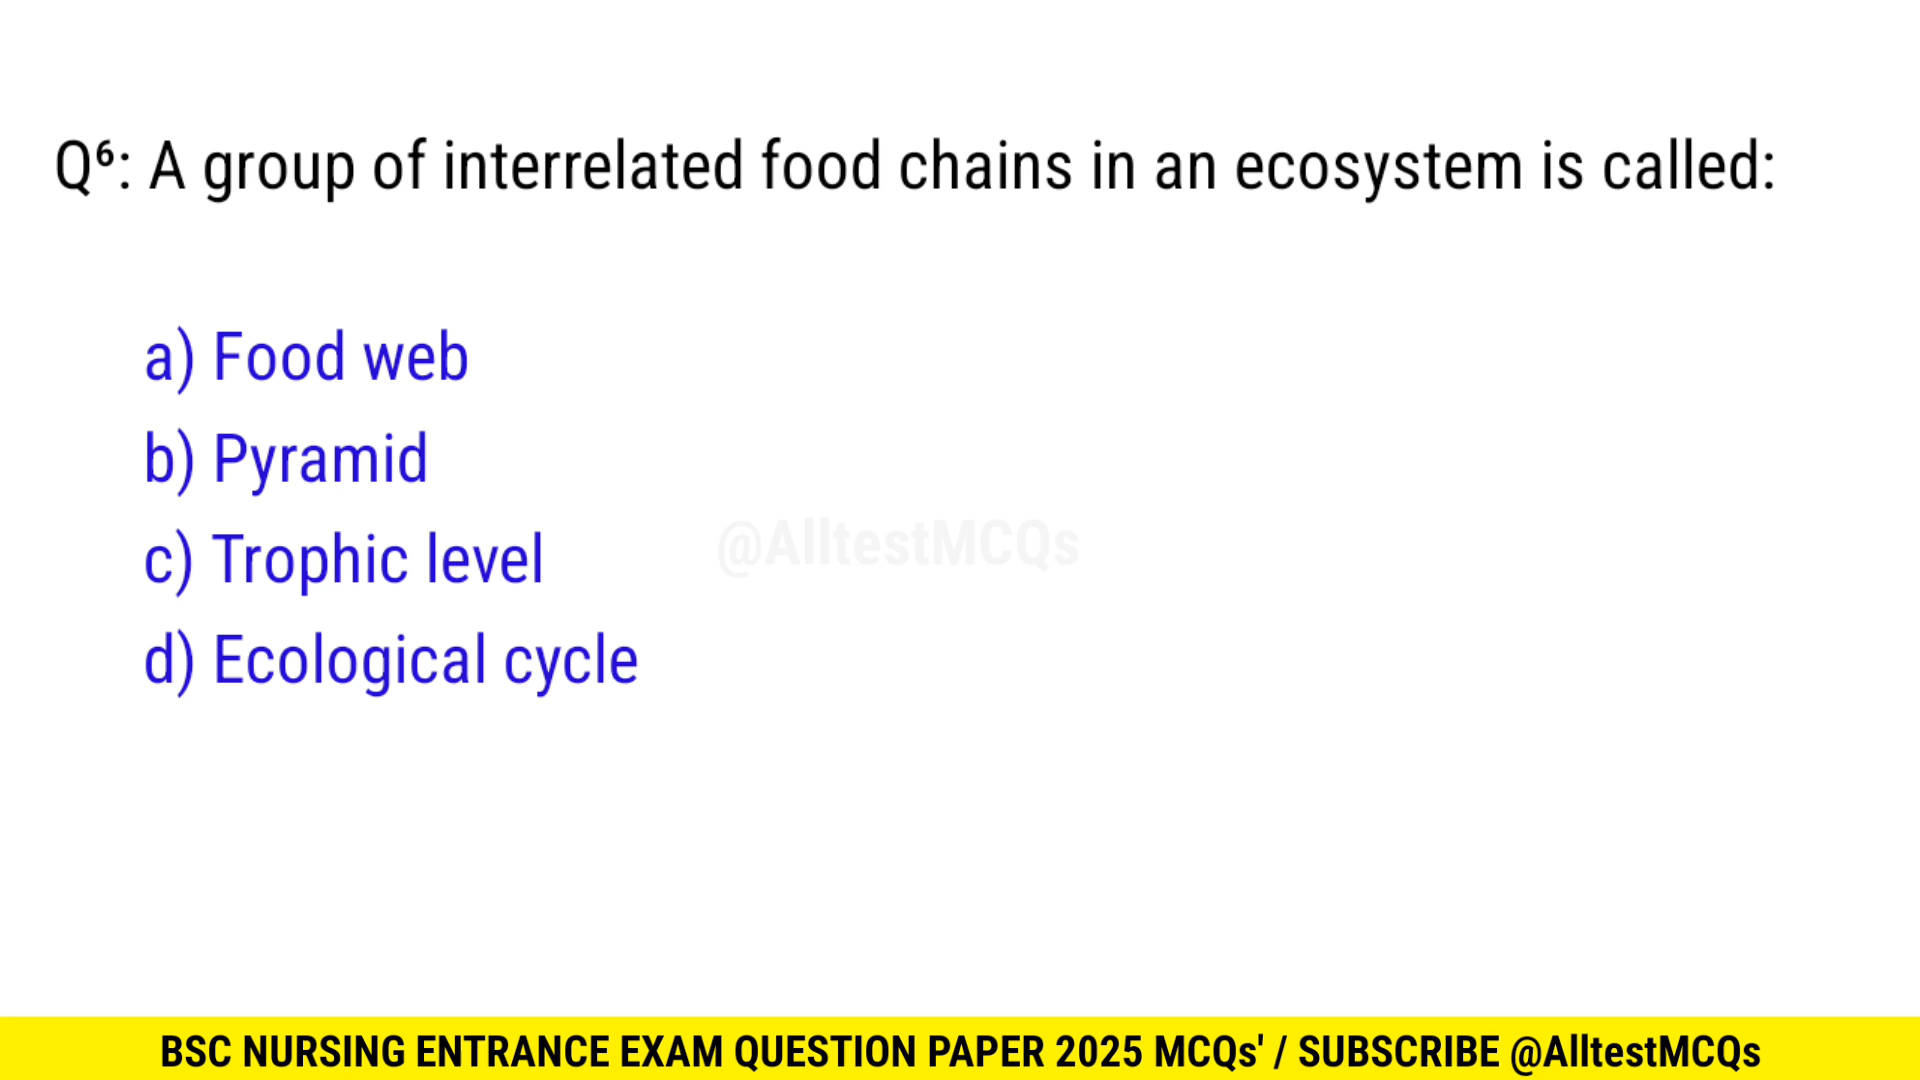 Q⁶: A group of interrelated food chains in an ecosystem is called:
a) Food web
b) Pyramid
c) Trophic level
d) Ecological cycle
@AlltestMCQs
BSC NURSING ENTRANCE EXAM QUESTION PAPER 2025 MCQs' / SUBSCRIBE @AlltestMCQs